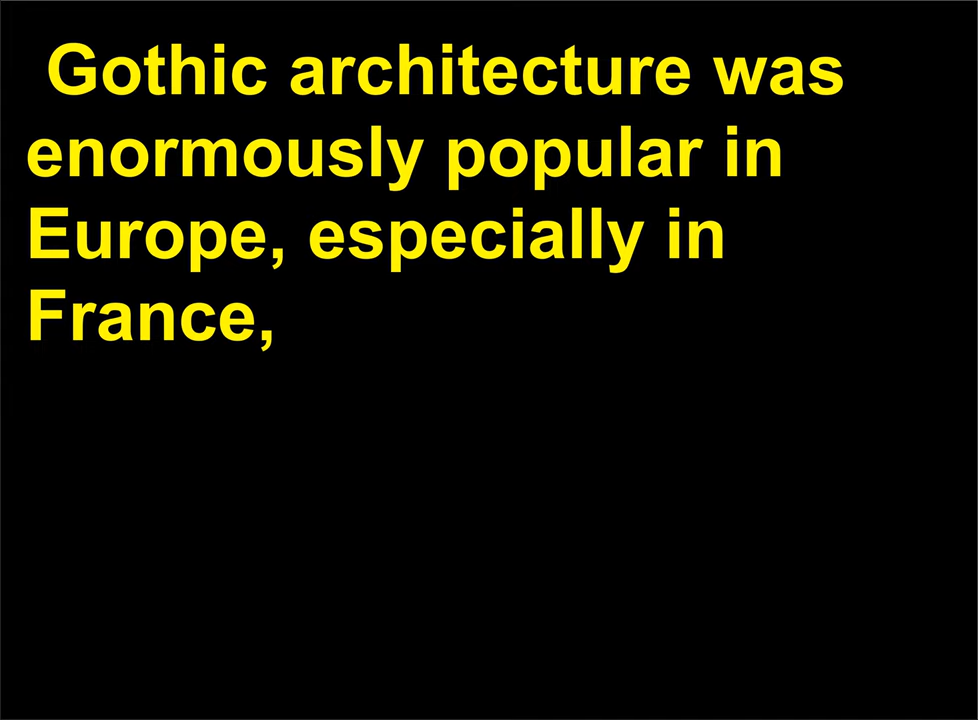 Gothic architecture was
enormously popular in
Europe, especially in
France,